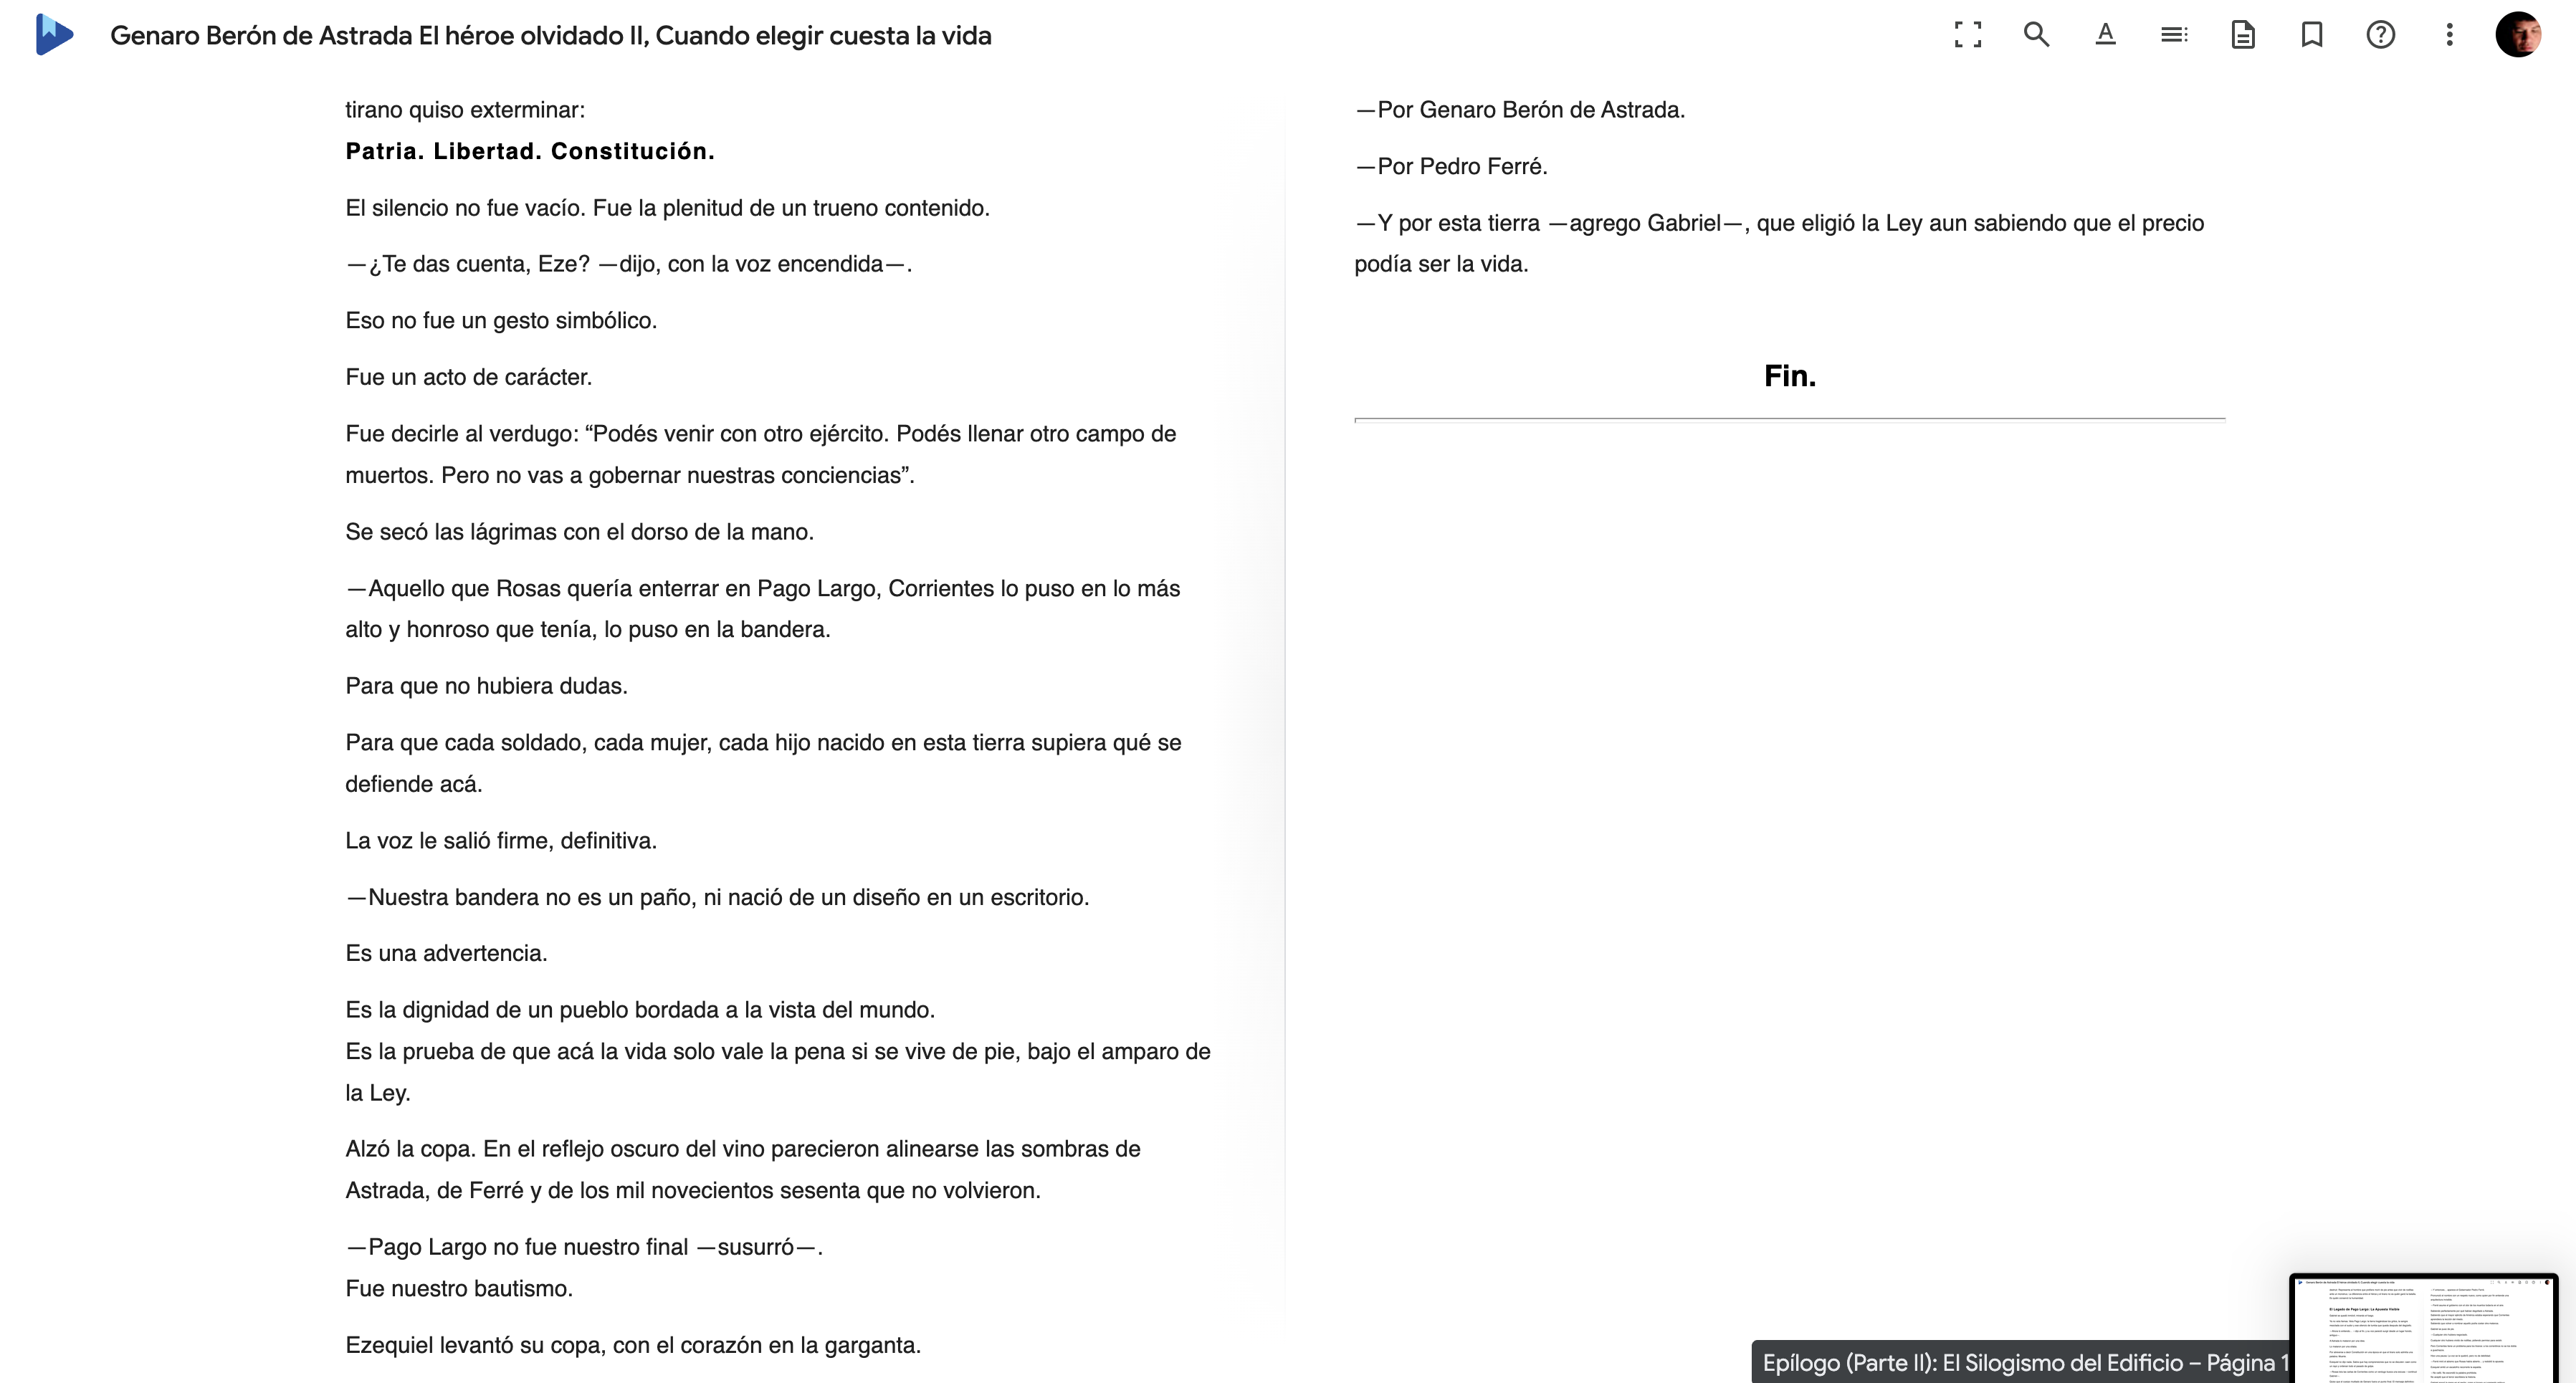 Genaro Berón de Astrada El héroe olvidado II, Cuando elegir cuesta la vida
tirano quiso exterminar:
Patria. Libertad. Constitución.
El silencio no fue vacío. Fue la plenitud de un trueno contenido.
—¿Te das cuenta, Eze? —dijo, con la voz encendida—.
Eso no fue un gesto simbólico.
Fue un acto de carácter.
Fue decirle al verdugo: “Podés venir con otro ejército. Podés llenar otro campo de
muertos. Pero no vas a gobernar nuestras conciencias”.
Se secó las lágrimas con el dorso de la mano.
—Aquello que Rosas quería enterrar en Pago Largo, Corrientes lo puso en lo más
alto y honroso que tenía, lo puso en la bandera.
Para que no hubiera dudas.
Para que cada soldado, cada mujer, cada hijo nacido en esta tierra supiera qué se
defiende acá.
La voz le salió firme, definitiva.
—Nuestra bandera no es un paño, ni nació de un diseño en un escritorio.
Es una advertencia.
Es la dignidad de un pueblo bordada a la vista del mundo.
Es la prueba de que acá la vida solo vale la pena si se vive de pie, bajo el amparo de
la Ley.
Alzó la copa. En el reflejo oscuro del vino parecieron alinearse las sombras de
Astrada, de Ferré y de los mil novecientos sesenta que no volvieron.
—Pago Largo no fue nuestro final —susurró—.
Fue nuestro bautismo.
Ezequiel levantó su copa, con el corazón en la garganta.
—Por Genaro Berón de Astrada.
—Por Pedro Ferré.
—Y por esta tierra —agrego Gabriel—, que eligió la Ley aun sabiendo que el precio
podía ser la vida.
Fin.
Epílogo (Parte II): El Silogismo del Edificio – Página 1